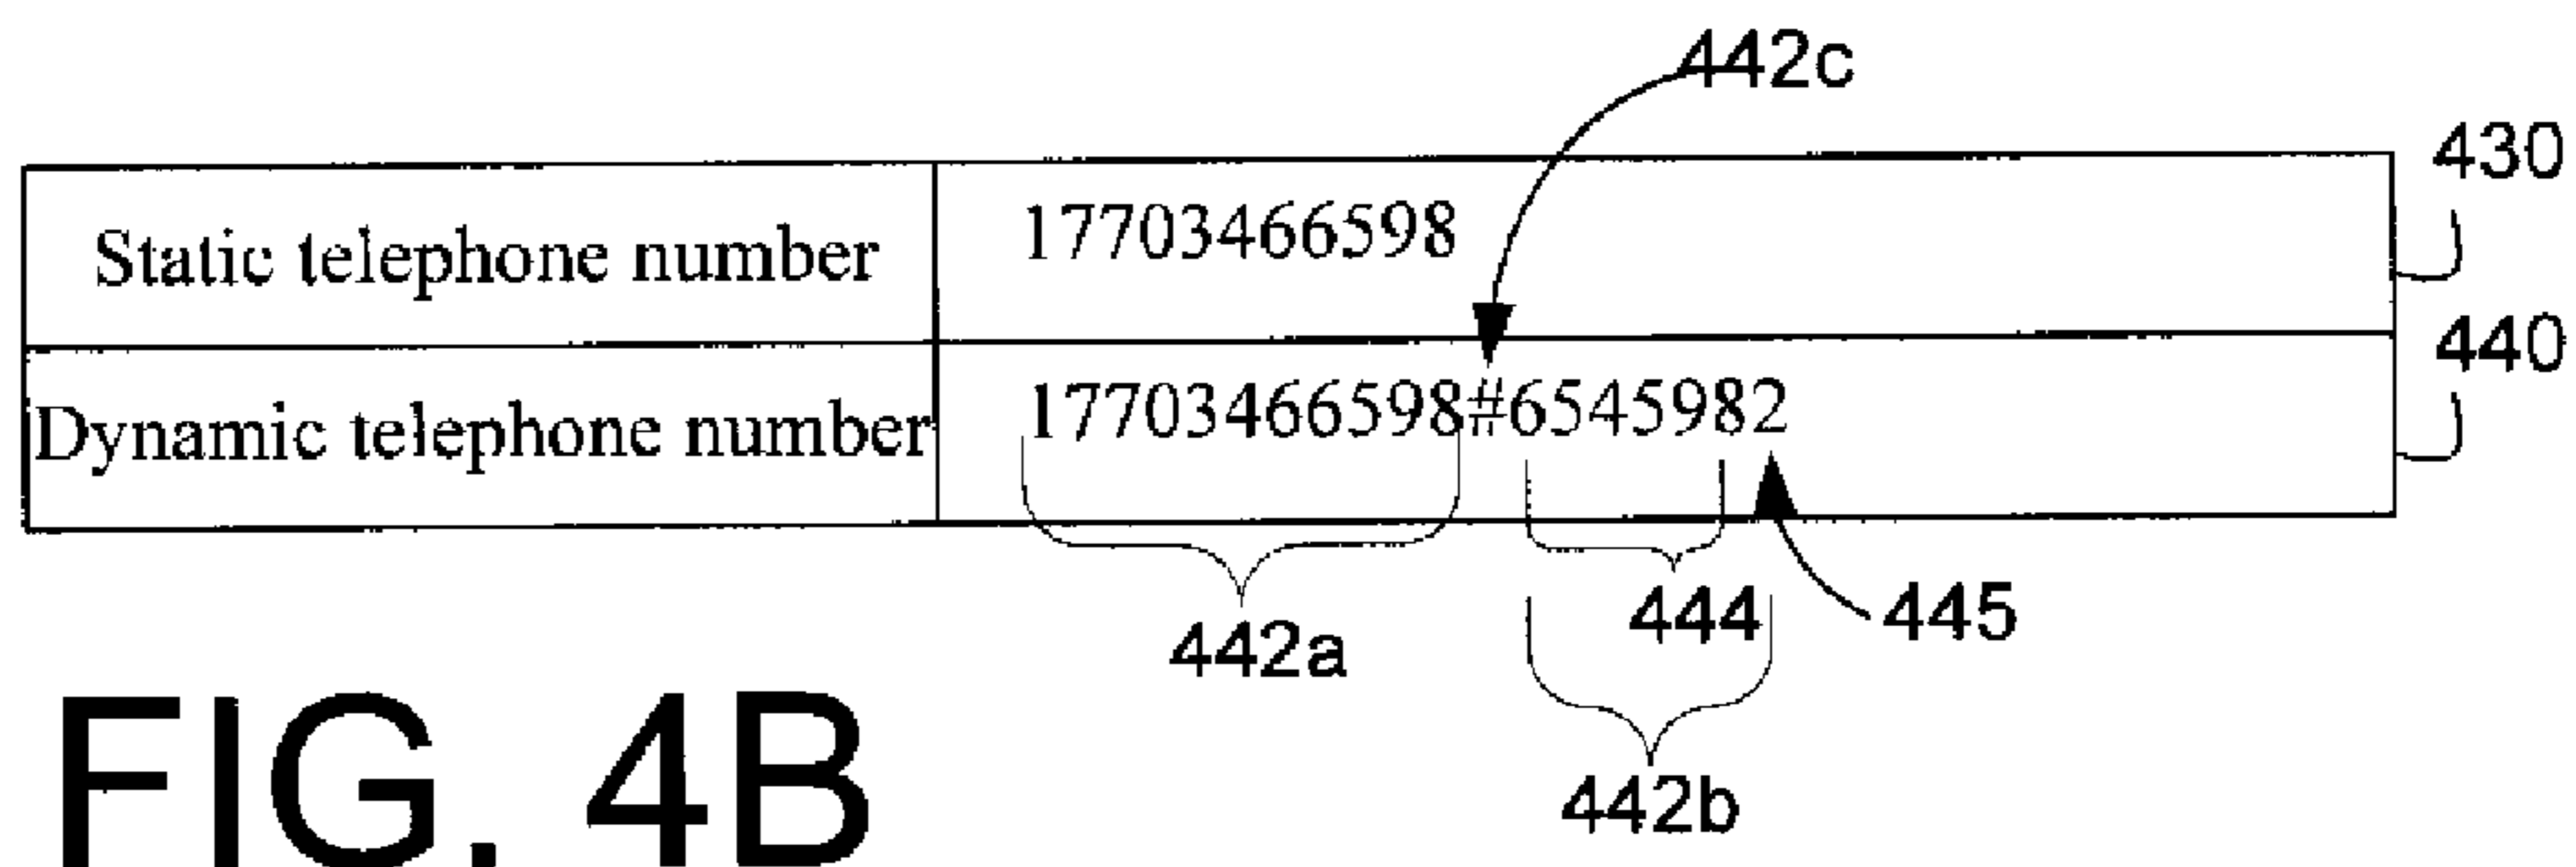 442c
430
Static telephone number 17703466598
440
Dynamic telephone number 17703466598#6545982
444 445
442a
442b
FIG. 4B